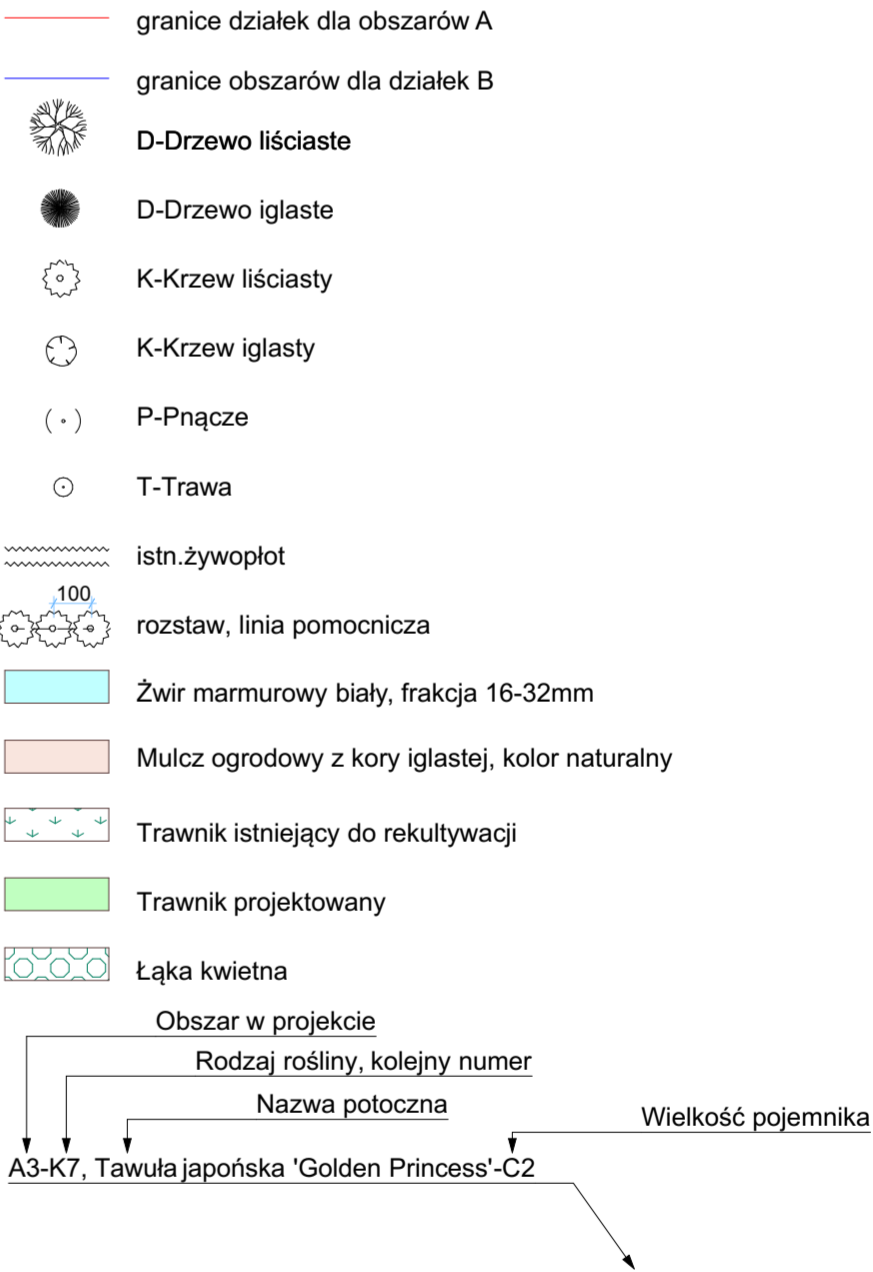 granice działek dla obszarów A
granice obszarów dla działek B
D-Drzewo liściaste
D-Drzewo iglaste
K-Krzew liściasty
K-Krzew iglasty
P-Pnącze
T-Trawa
istn.żywopłot
100
rozstaw, linia pomocnicza
Żwir marmurowy biały, frakcja 16-32mm
Mulcz ogrodowy z kory iglastej, kolor naturalny
Trawnik istniejący do rekultywacji
Trawnik projektowany
Łąka kwietna
Obszar w projekcie
Rodzaj rośliny, kolejny numer
Nazwa potoczna
Wielkość pojemnika
A3-K7, Tawuła japońska 'Golden Princess'-C2